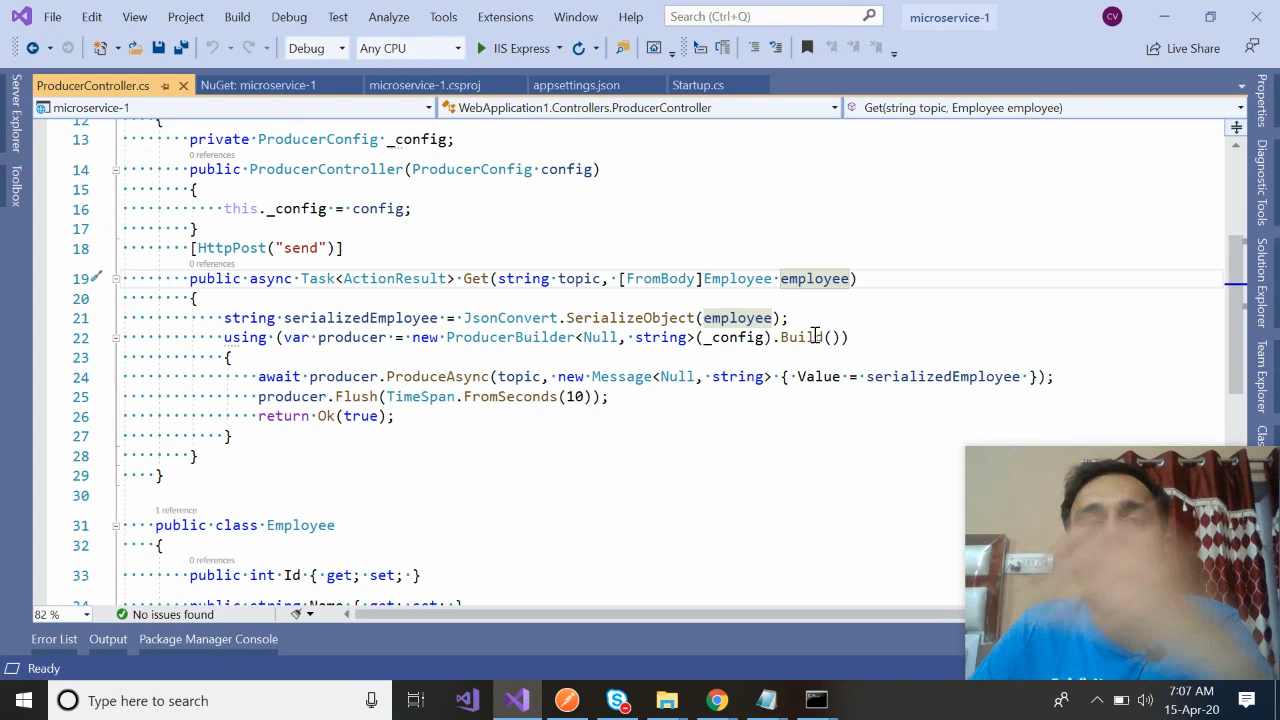 File Edit View Project Build Debug Test Analyze Tools Extensions Window Help Search (Ctrl+Q) microservice-1 CV
Debug Any CPU IIS Express Live Share
ProducerController.cs NuGet: microservice-1 microservice-1.csproj appsettings.json Startup.cs
microservice-1 WebApplication1.Controllers.ProducerController Get(string topic, Employee employee)
Server Explorer
Toolbox
Properties
Diagnostic Tools
Solution Explorer
Team Explorer
12 {
13 private ProducerConfig _config;
0 references
14 public ProducerController(ProducerConfig config)
15 {
16 this._config = config;
17 }
18 [HttpPost("send")]
0 references
19 public async Task<ActionResult> Get(string topic, [FromBody]Employee employee)
20 {
21 string serializedEmployee = JsonConvert.SerializeObject(employee);
22 using (var producer = new ProducerBuilder<Null, string>(_config).Build())
23 {
24 await producer.ProduceAsync(topic, new Message<Null, string> { Value = serializedEmployee });
25 producer.Flush(TimeSpan.FromSeconds(10));
26 return Ok(true);
27 }
28 }
29 }
30
1 reference
31 public class Employee
32 {
0 references
33 public int Id { get; set; }
public string Name { get; set; }
82 % No issues found
Error List Output Package Manager Console
Ready
Type here to search
7:07 AM
15-Apr-20